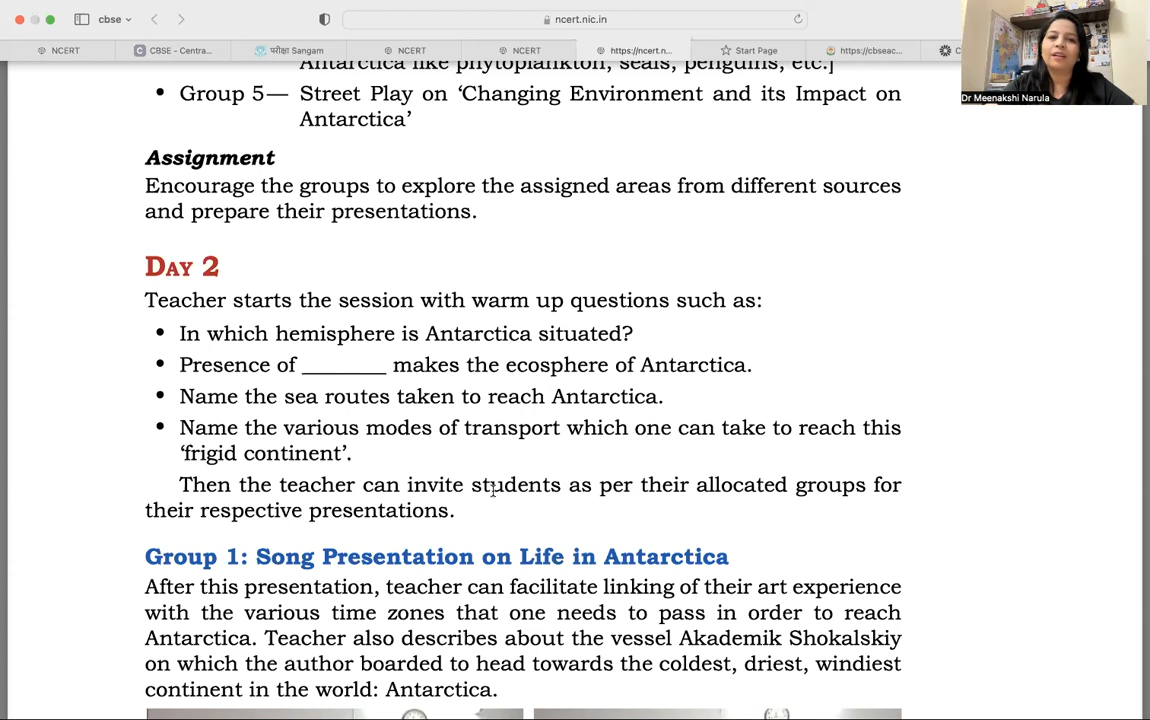 cbse
ncert.nic.in
NCERT
CBSE - Centra...
परीक्षा Sangam
NCERT
NCERT
https://ncert.n...
Start Page
https://cbseac...
C
Dr Meenakshi Narula
Antarctica like phytoplankton, seals, penguins, etc.]
• Group 5— Street Play on ‘Changing Environment and its Impact on
Antarctica’
Assignment
Encourage the groups to explore the assigned areas from different sources
and prepare their presentations.
DAY 2
Teacher starts the session with warm up questions such as:
• In which hemisphere is Antarctica situated?
• Presence of ________ makes the ecosphere of Antarctica.
• Name the sea routes taken to reach Antarctica.
• Name the various modes of transport which one can take to reach this
‘frigid continent’.
Then the teacher can invite students as per their allocated groups for
their respective presentations.
Group 1: Song Presentation on Life in Antarctica
After this presentation, teacher can facilitate linking of their art experience
with the various time zones that one needs to pass in order to reach
Antarctica. Teacher also describes about the vessel Akademik Shokalskiy
on which the author boarded to head towards the coldest, driest, windiest
continent in the world: Antarctica.